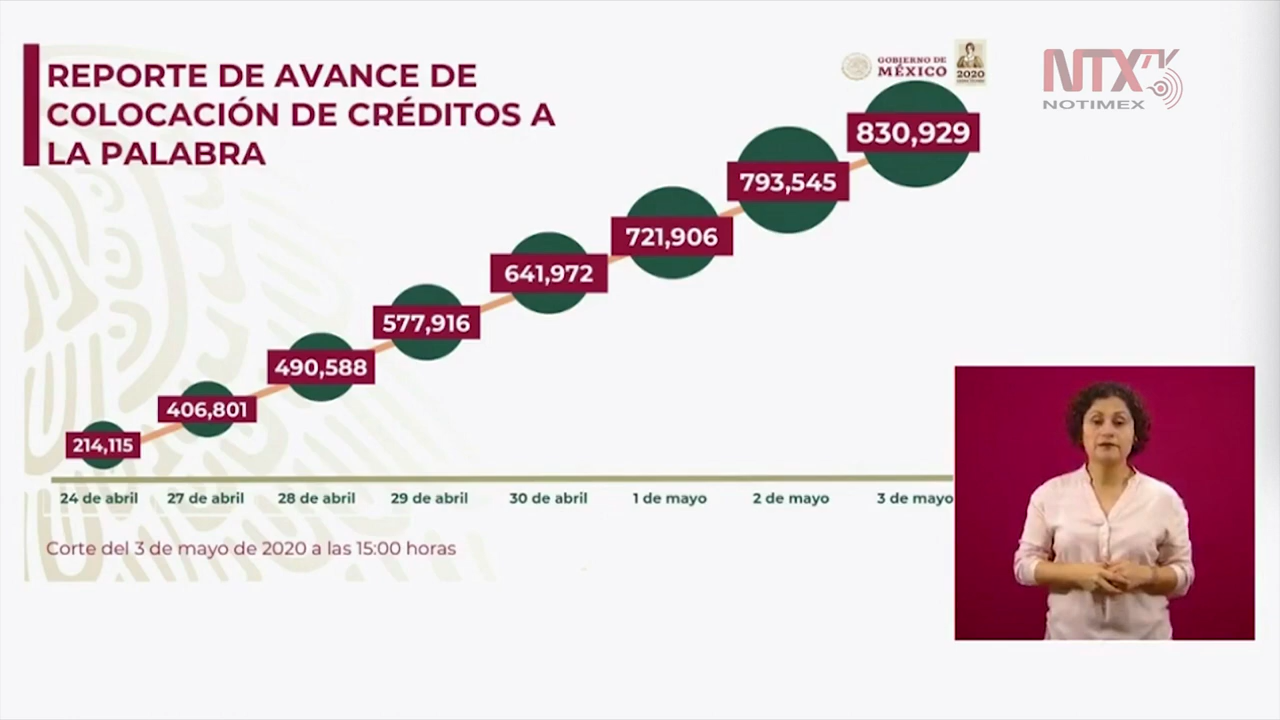 REPORTE DE AVANCE DE
COLOCACIÓN DE CRÉDITOS A
LA PALABRA
GOBIERNO DE
MÉXICO
2020
NTX
NOTIMEX
830,929
793,545
721,906
641,972
577,916
490,588
406,801
214,115
24 de abril 27 de abril 28 de abril 29 de abril 30 de abril 1 de mayo 2 de mayo 3 de mayo
Corte del 3 de mayo de 2020 a las 15:00 horas